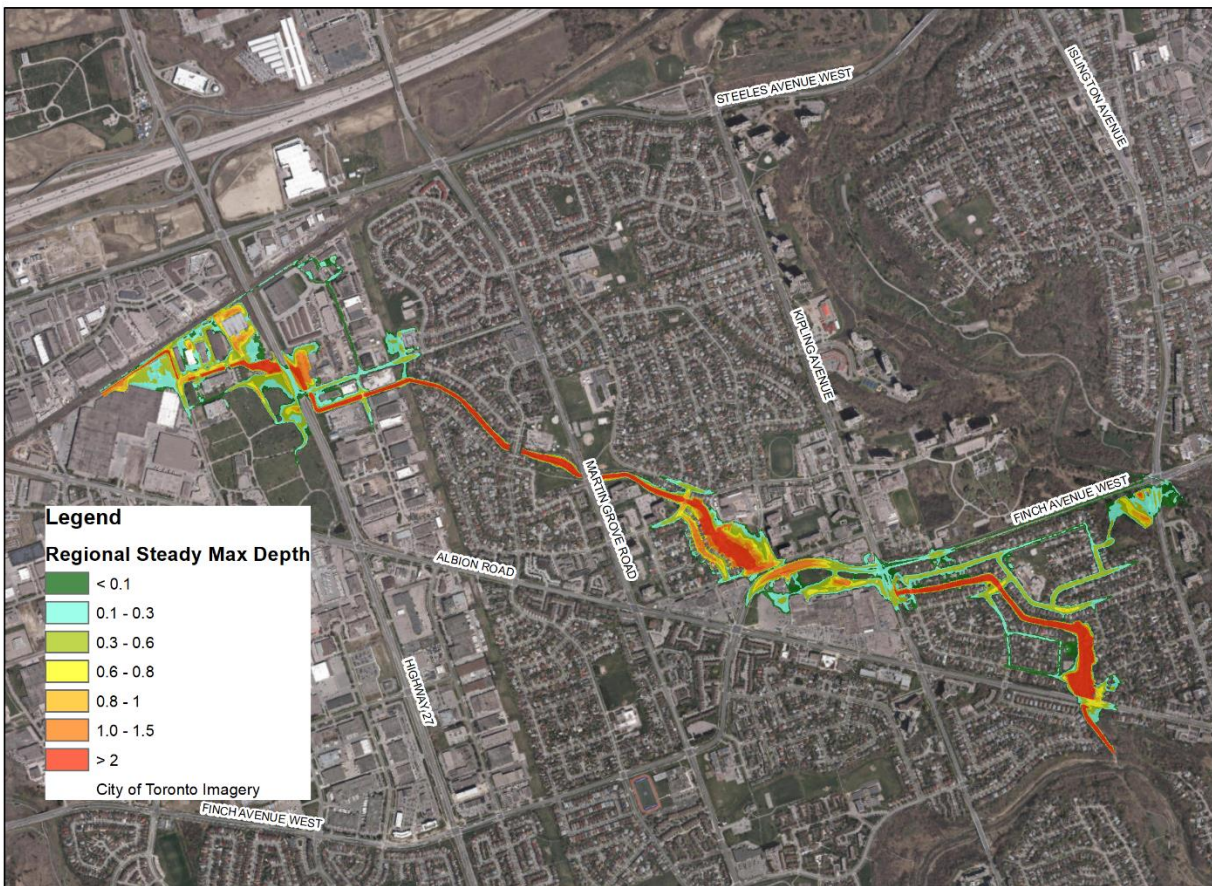 STEELES AVENUE WEST
ISLINGTON AVENUE
KIPLING AVENUE
MARTIN GROVE ROAD
FINCH AVENUE WEST
ALBION ROAD
HIGHWAY 27
Legend
Regional Steady Max Depth
< 0.1
0.1 - 0.3
0.3 - 0.6
0.6 - 0.8
0.8 - 1
1.0 - 1.5
> 2
City of Toronto Imagery
FINCH AVENUE WEST